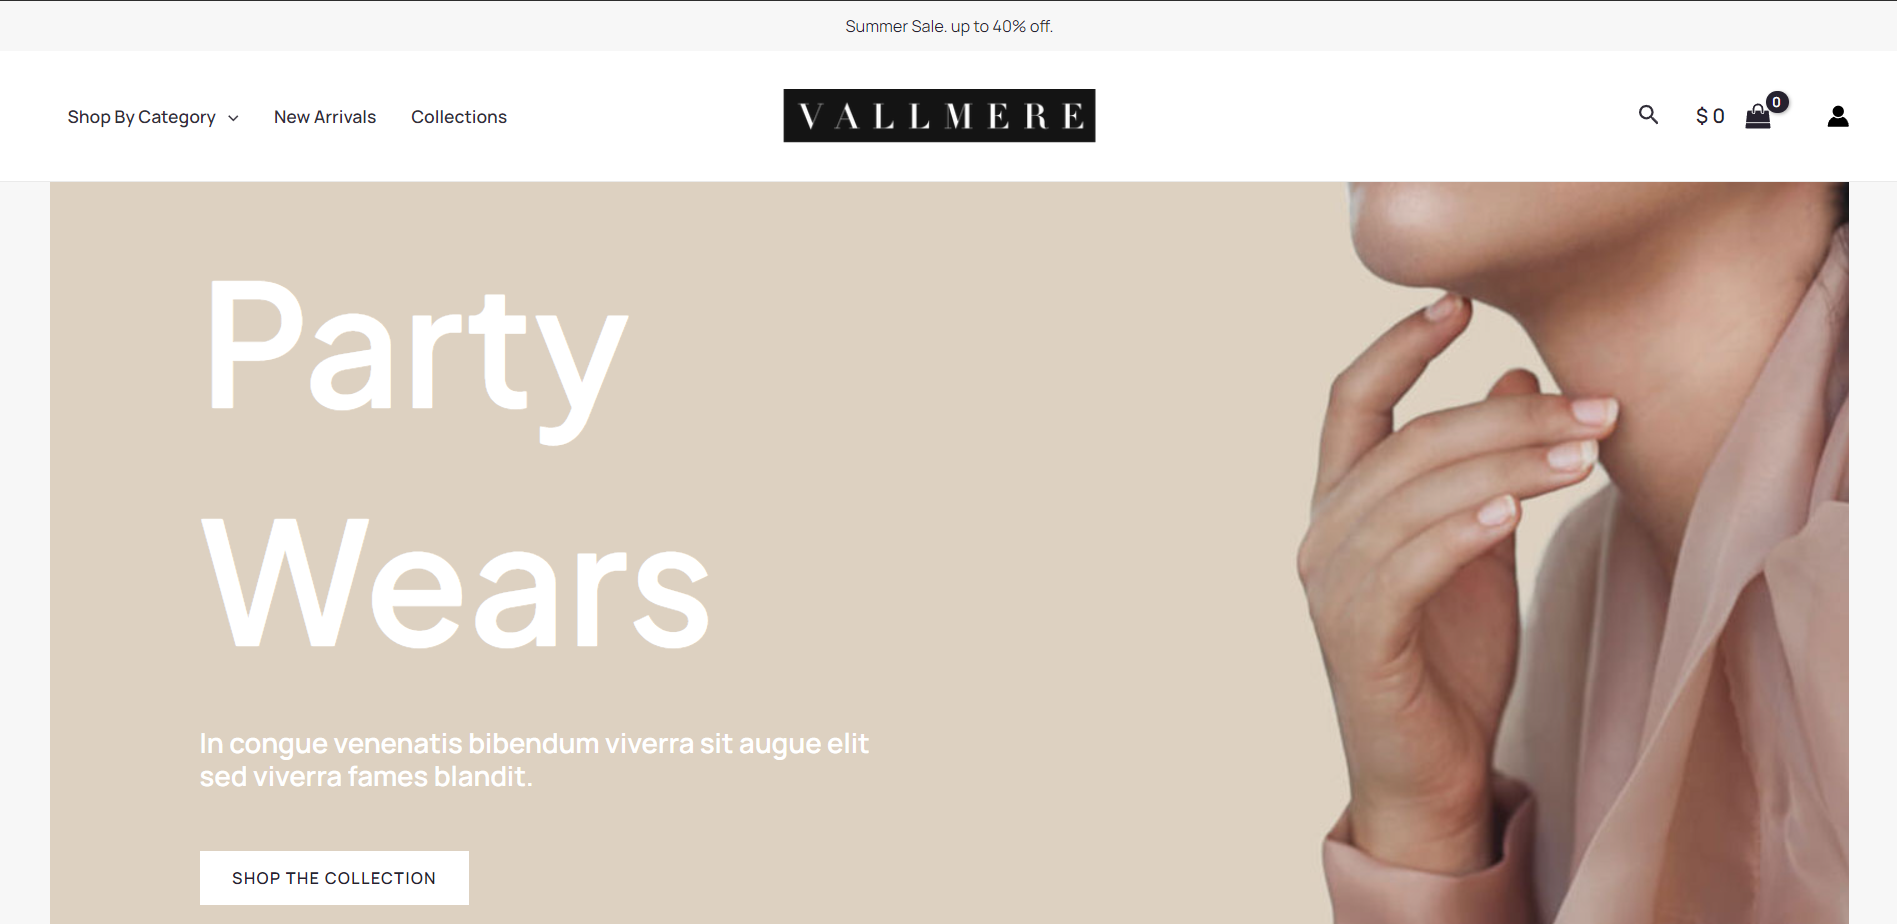 Summer Sale. up to 40% off.
Shop By Category
New Arrivals
Collections
VALLMERE
$ 0
0
Party
Wears
In congue venenatis bibendum viverra sit augue elit
sed viverra fames blandit.
SHOP THE COLLECTION